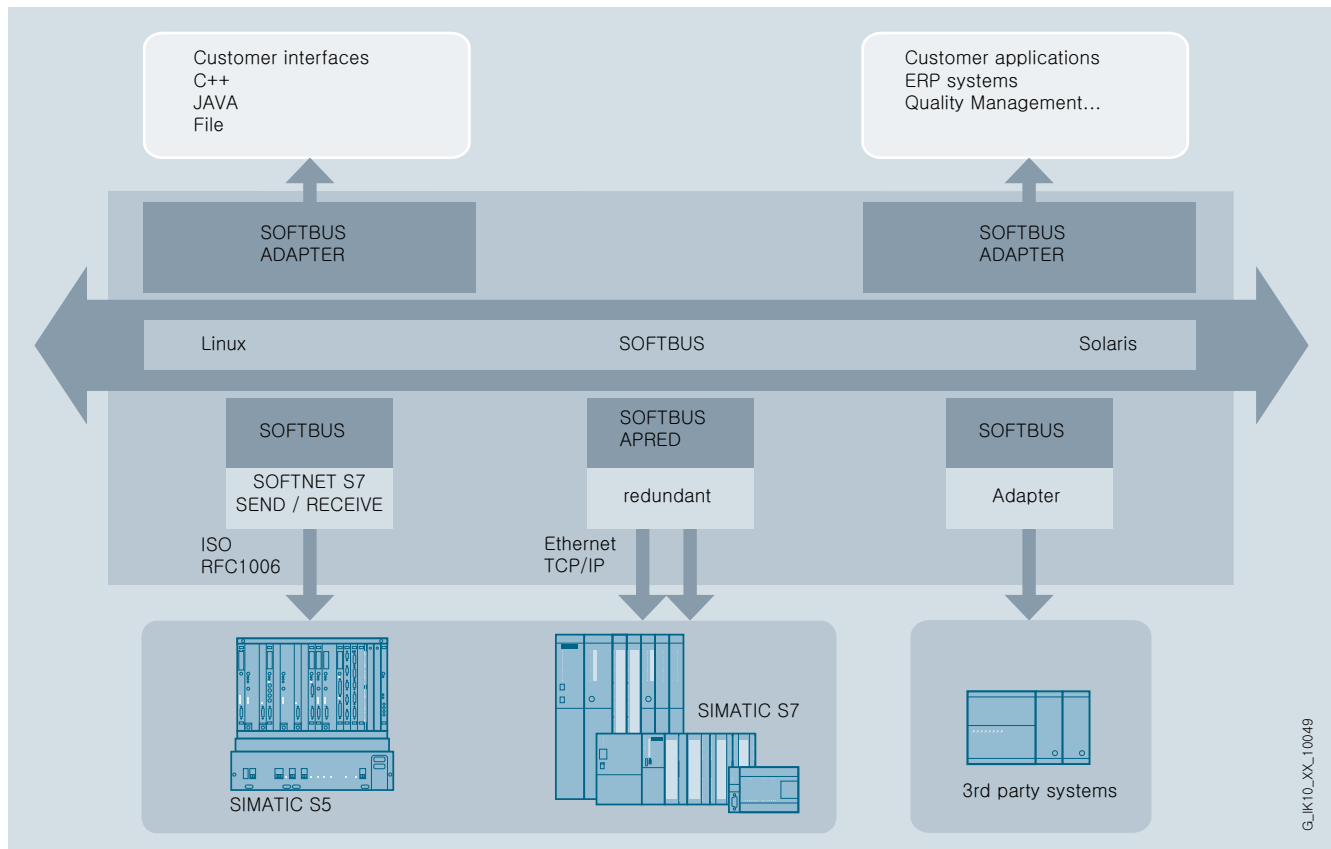 Customer interfaces
C++
JAVA
File
Customer applications
ERP systems
Quality Management...
SOFTBUS
ADAPTER
SOFTBUS
ADAPTER
Linux
SOFTBUS
Solaris
SOFTBUS
SOFTNET S7
SEND / RECEIVE
SOFTBUS
APRED
redundant
SOFTBUS
Adapter
ISO
RFC1006
Ethernet
TCP/IP
SIMATIC S5
SIMATIC S7
3rd party systems
G_IK10_XX_10049